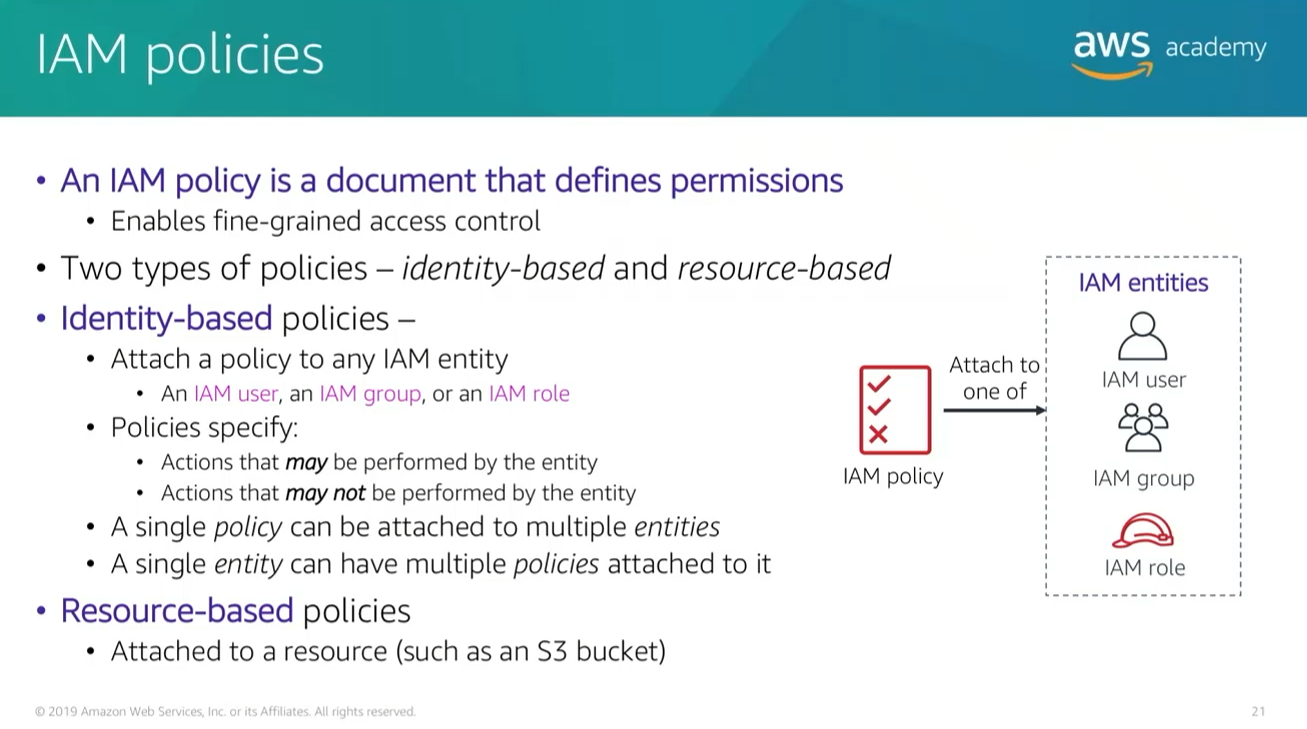 IAM policies
aws academy
• An IAM policy is a document that defines permissions
• Enables fine-grained access control
• Two types of policies – identity-based and resource-based
• Identity-based policies –
• Attach a policy to any IAM entity
• An IAM user, an IAM group, or an IAM role
• Policies specify:
• Actions that may be performed by the entity
• Actions that may not be performed by the entity
• A single policy can be attached to multiple entities
• A single entity can have multiple policies attached to it
• Resource-based policies
• Attached to a resource (such as an S3 bucket)
IAM policy
Attach to
one of
IAM entities
IAM user
IAM group
IAM role
© 2019 Amazon Web Services, Inc. or its Affiliates. All rights reserved.
21